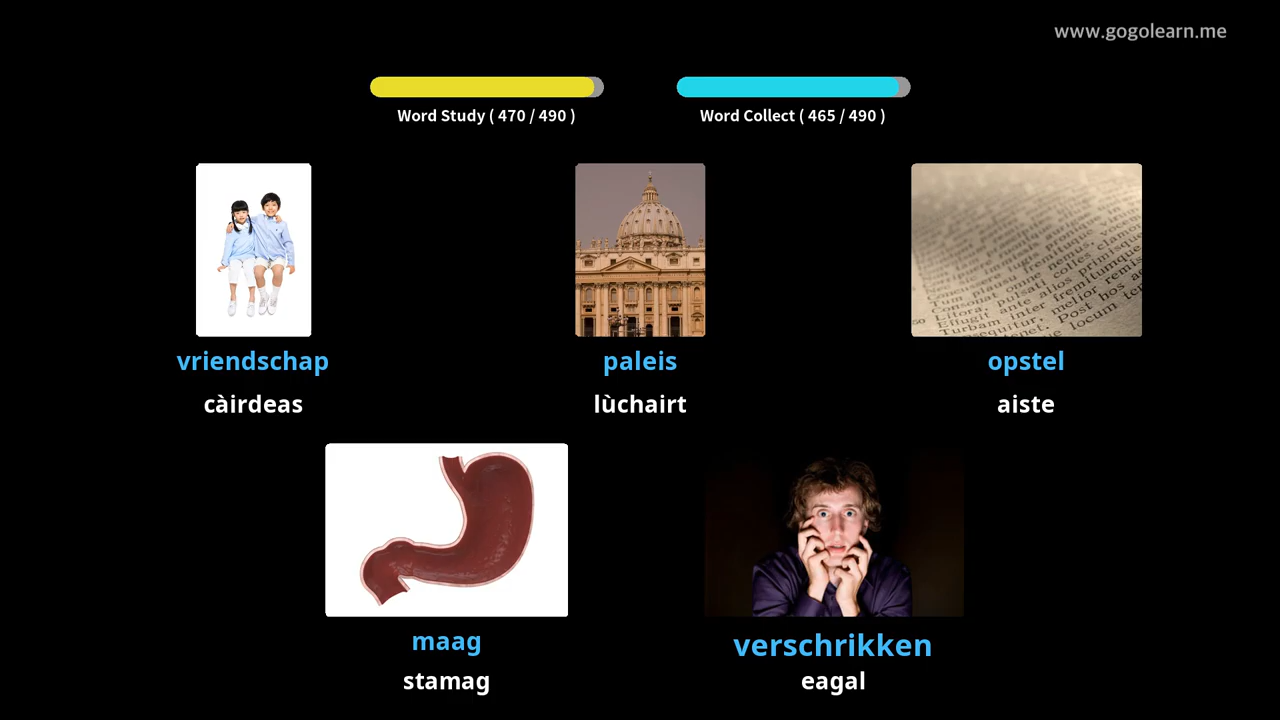 www.gogolearn.me
Word Study ( 470 / 490 )
Word Collect ( 465 / 490 )
vriendschap
càirdeas
paleis
lùchairt
opstel
aiste
maag
stamag
verschrikken
eagal